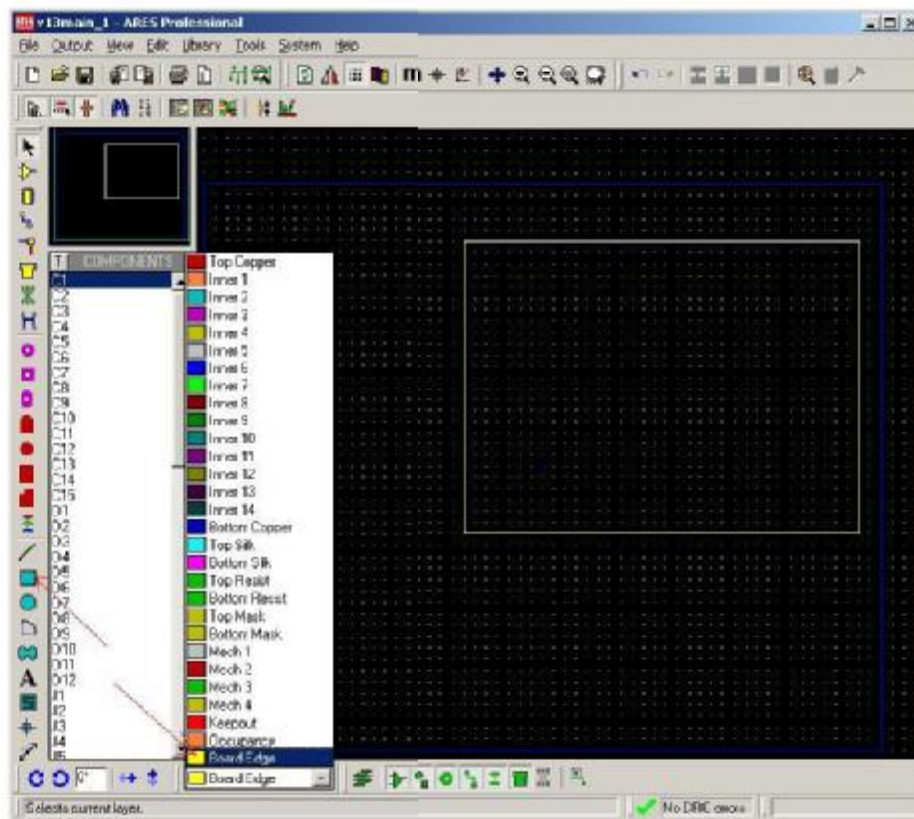 v13main_1 - ARES Professional
File Output View Edit Library Tools System Help
COMPONENTS
C1
C2
C3
C4
C5
C6
C7
C8
C9
C10
C11
C12
C13
C14
C15
D1
D2
D3
D4
D5
D6
D7
D8
D9
D10
D11
D12
J1
J2
J3
J4
J5
Top Copper
Inner 1
Inner 2
Inner 3
Inner 4
Inner 5
Inner 6
Inner 7
Inner 8
Inner 9
Inner 10
Inner 11
Inner 12
Inner 13
Inner 14
Bottom Copper
Top Silk
Bottom Silk
Top Resist
Bottom Resist
Top Mask
Bottom Mask
Mech 1
Mech 2
Mech 3
Mech 4
Keepout
Occupancy
Board Edge
Board Edge
0°
Selects current layer.
No DRC errors